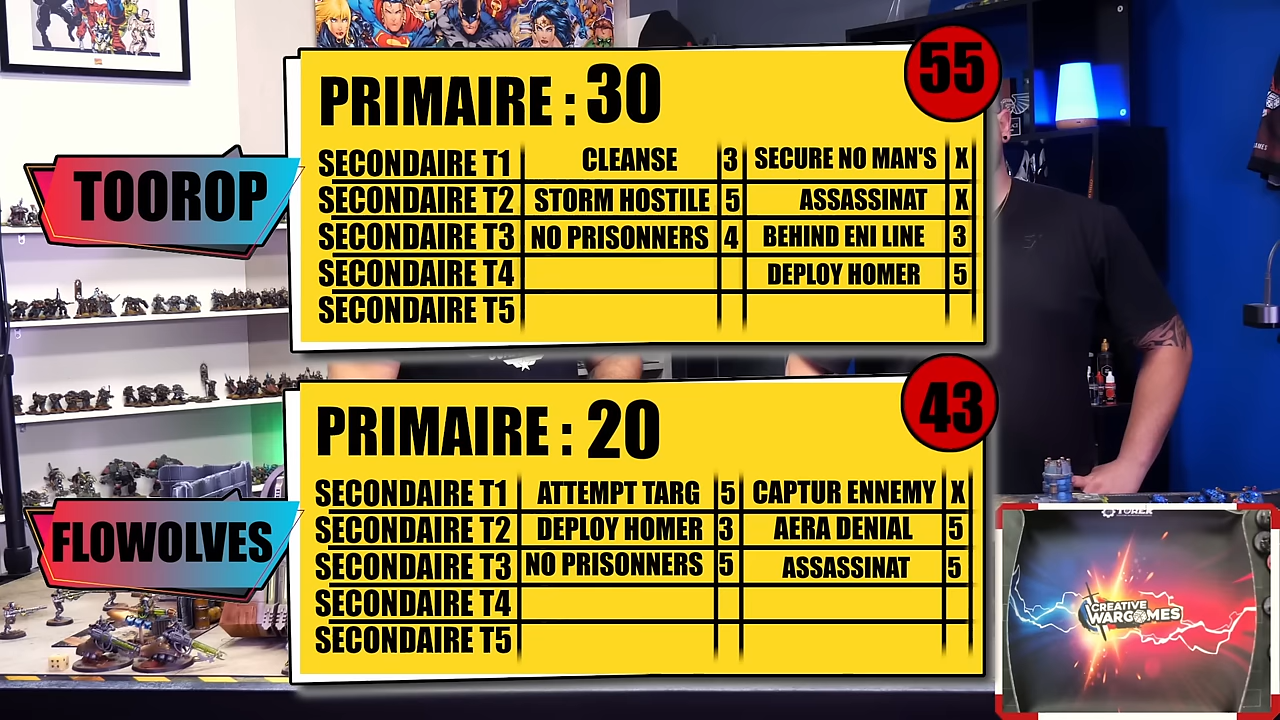 55
PRIMAIRE : 30
SECONDAIRE T1 CLEANSE 3 SECURE NO MAN'S X
SECONDAIRE T2 STORM HOSTILE 5 ASSASSINAT X
SECONDAIRE T3 NO PRISONNERS 4 BEHIND ENI LINE 3
SECONDAIRE T4 DEPLOY HOMER 5
SECONDAIRE T5
TOOROP
43
PRIMAIRE : 20
SECONDAIRE T1 ATTEMPT TARG 5 CAPTUR ENNEMY X
SECONDAIRE T2 DEPLOY HOMER 3 AERA DENIAL 5
SECONDAIRE T3 NO PRISONNERS 5 ASSASSINAT 5
SECONDAIRE T4
SECONDAIRE T5
FLOWOLVES
CREATIVE
WARGOMES